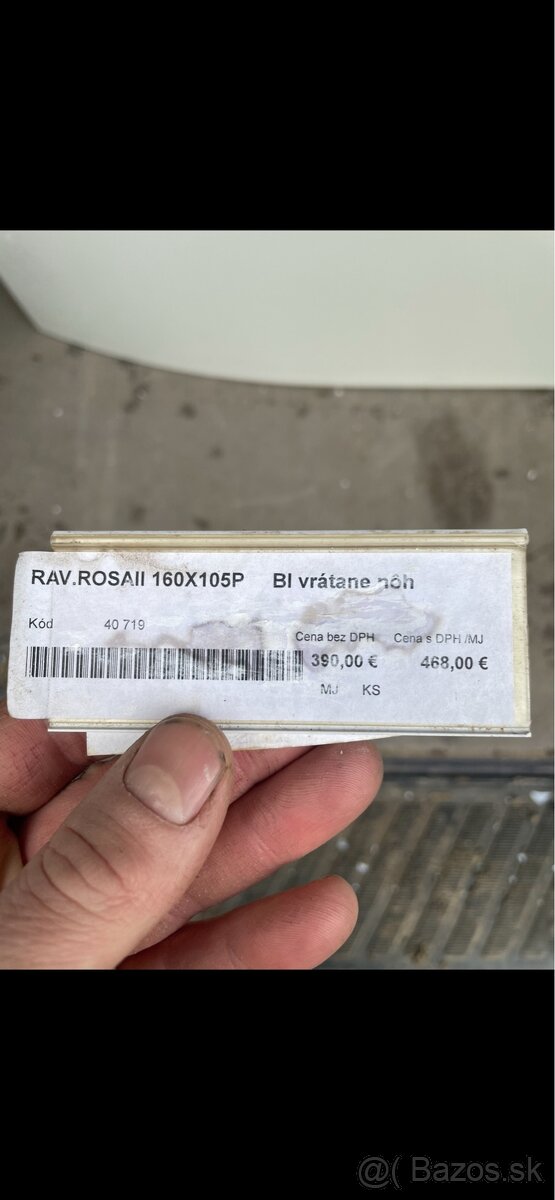 RAV.ROSAII 160X105P BI vrátane nôh
Kód 40 719
Cena bez DPH Cena s DPH /MJ
390,00 € 468,00 €
MJ KS
@( Bazos.sk